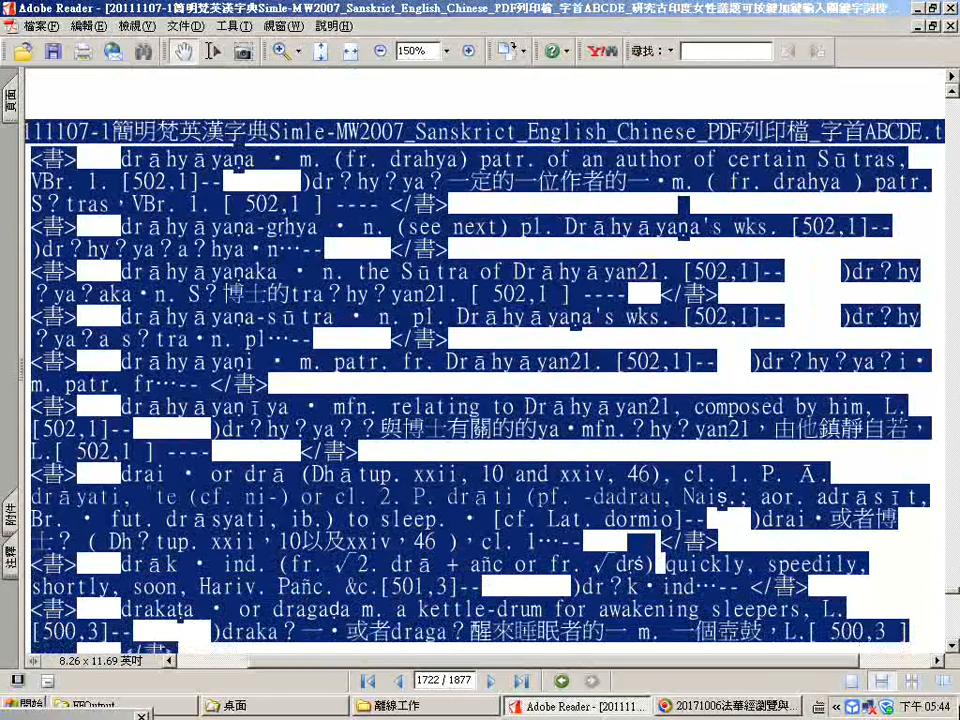 Adobe Reader - [20111107-1簡明梵英漢字典Simle-MW2007_Sanskrict_English_Chinese_PDF列印檔_字首ABCDE_研究古印度女性議題可按鍵加鍵輸入關鍵字詞搜
檔案(F) 編輯(E) 檢視(V) 文件(D) 工具(T) 視窗(W) 說明(H)
150% Y! 尋找：
頁面
111107-1簡明梵英漢字典Simle-MW2007_Sanskrict_English_Chinese_PDF列印檔_字首ABCDE.t
<書> drāhyāyaṇa ‧ m. (fr. drahya) patr. of an author of certain Sūtras,
VBr. 1. [502,1]-- )dr？hy？ya？一定的一位作者的一‧m. ( fr. drahya ) patr.
S？tras，VBr. 1. [ 502,1 ] ---- </書>
<書> drāhyāyaṇa-gṛhya ‧ n. (see next) pl. Drāhyāyaṇa's wks. [502,1]--
)dr？hy？ya？a？hya‧n…-- </書>
<書> drāhyāyaṇaka ‧ n. the Sūtra of Drāhyāyan21. [502,1]-- )dr？hy
？ya？aka‧n. S？博士的tra？hy？yan21. [ 502,1 ] ---- </書>
<書> drāhyāyaṇa-sūtra ‧ n. pl. Drāhyāyaṇa's wks. [502,1]-- )dr？hy
？ya？a s？tra‧n. pl…-- </書>
<書> drāhyāyaṇi ‧ m. patr. fr. Drāhyāyan21. [502,1]-- )dr？hy？ya？i‧
m. patr. fr…-- </書>
<書> drāhyāyaṇīya ‧ mfn. relating to Drāhyāyan21, composed by him, L.
[502,1]-- )dr？hy？ya？？與博士有關的的ya‧mfn.？hy？yan21，由他鎮靜自若，
L.[ 502,1 ] ---- </書>
<書> drai ‧ or drā (Dhātup. xxii, 10 and xxiv, 46), cl. 1. P. Ā.
drāyati, °te (cf. ni-) or cl. 2. P. drāti (pf. -dadrau, Naiṣ.; aor. adrāsīt,
Br. ‧ fut. drāsyati, ib.) to sleep. ‧ [cf. Lat. dormio]-- )drai‧或者博
士？ ( Dh？tup. xxii，10以及xxiv，46 )，cl. 1…-- </書>
<書> drāk ‧ ind. (fr. √2. drā + añc or fr. √dṛś) quickly, speedily,
shortly, soon, Hariv. Pañc. &c.[501,3]-- )dr？k‧ind…-- </書>
<書> drakaṭa ‧ or dragaḍa m. a kettle-drum for awakening sleepers, L.
[500,3]-- )draka？一‧或者draga？醒來睡眠者的一 m. 一個壺鼓，L.[ 500,3 ]
</書>
附件
注釋
8.26 x 11.69 英吋
1722 / 1877
開始 FFOutput 桌面 離線工作 Adobe Reader - [201111... 20171006法華經瀏覽與... 下午 05:44